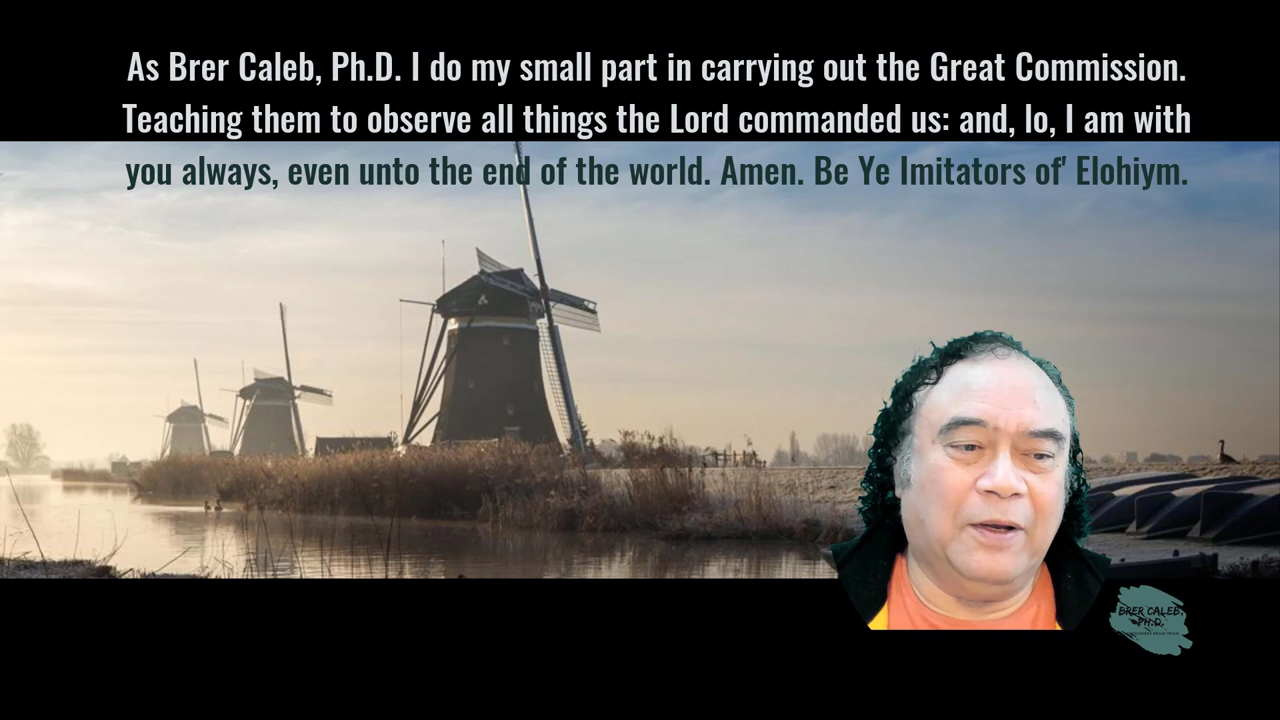 As Brer Caleb, Ph.D. I do my small part in carrying out the Great Commission.
Teaching them to observe all things the Lord commanded us: and, lo, I am with
you always, even unto the end of the world. Amen. Be Ye Imitators of' Elohiym.
BRER CALEB,
PH.D.